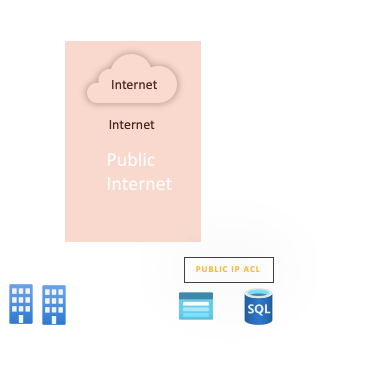 Internet
Internet
Public
Internet
PUBLIC IP ACL
SQL